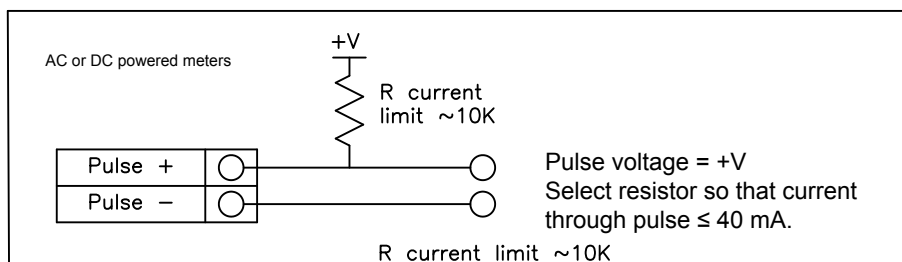 +V
AC or DC powered meters
R current
limit ~10K
Pulse +
Pulse −
Pulse voltage = +V
Select resistor so that current
through pulse ≤ 40 mA.
R current limit ~10K